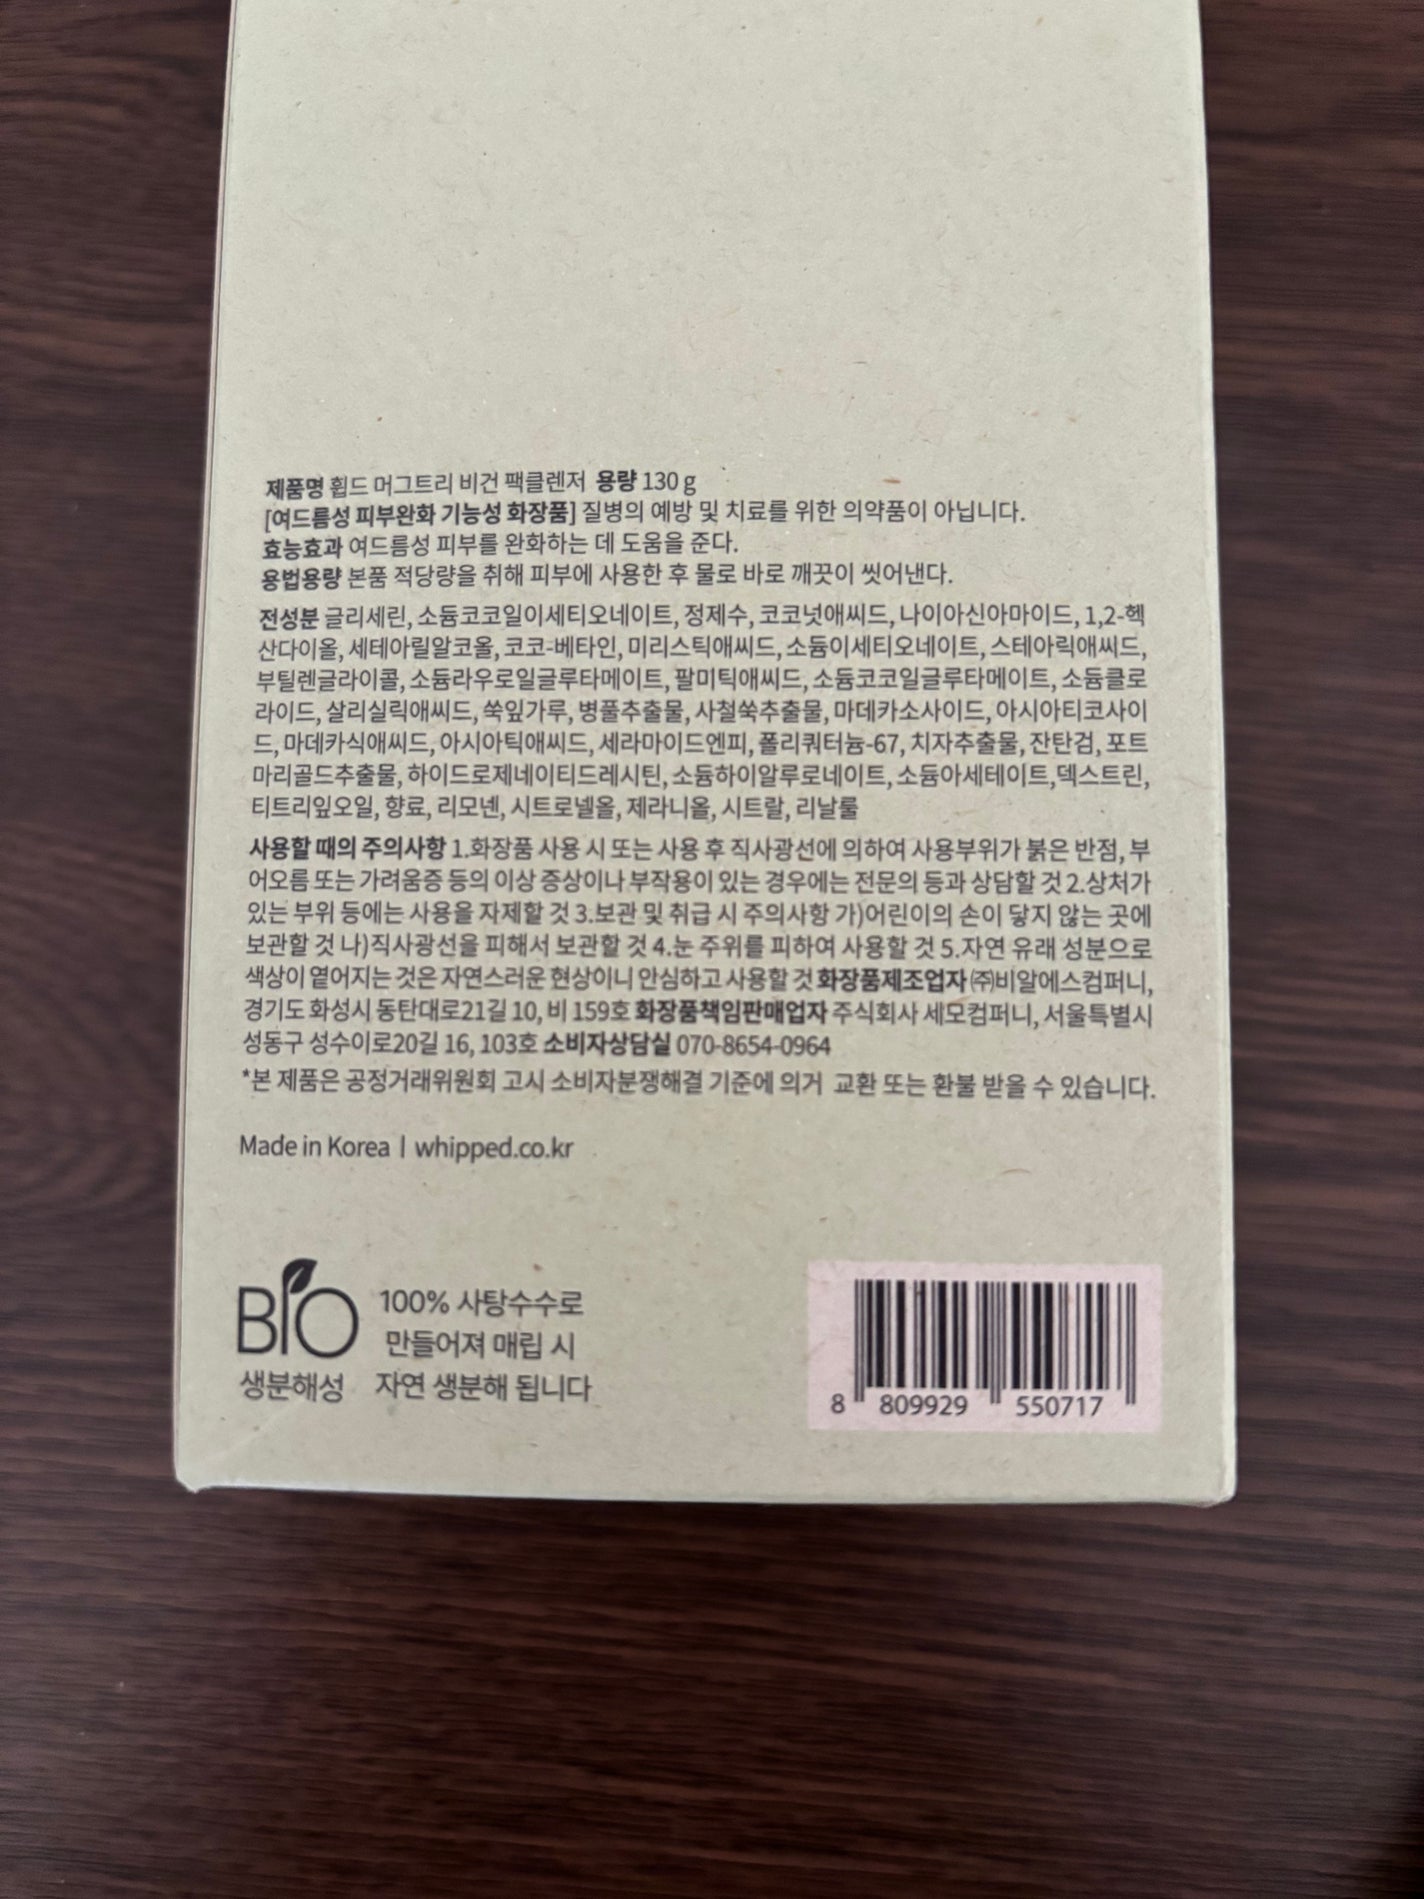 제품명 휩드 머그트리 비건 팩클렌저 용량 130 g
[여드름성 피부완화 기능성 화장품] 질병의 예방 및 치료를 위한 의약품이 아닙니다.
효능효과 여드름성 피부를 완화하는 데 도움을 준다.
용법용량 본품 적당량을 취해 피부에 사용한 후 물로 바로 깨끗이 씻어낸다.
전성분 글리세린, 소듐코코일이세티오네이트, 정제수, 코코넛애씨드, 나이아신아마이드, 1,2-헥
산다이올, 세테아릴알코올, 코코-베타인, 미리스틱애씨드, 소듐이세티오네이트, 스테아릭애씨드,
부틸렌글라이콜, 소듐라우로일글루타메이트, 팔미틱애씨드, 소듐코코일글루타메이트, 소듐클로
라이드, 살리실릭애씨드, 쑥잎가루, 병풀추출물, 사철쑥추출물, 마데카소사이드, 아시아티코사이
드, 마데카식애씨드, 아시아틱애씨드, 세라마이드엔피, 폴리쿼터늄-67, 치자추출물, 잔탄검, 포트
마리골드추출물, 하이드로제네이티드레시틴, 소듐하이알루로네이트, 소듐아세테이트, 덱스트린,
티트리잎오일, 향료, 리모넨, 시트로넬올, 제라니올, 시트랄, 리날룰
사용할 때의 주의사항 1.화장품 사용 시 또는 사용 후 직사광선에 의하여 사용부위가 붉은 반점, 부
어오름 또는 가려움증 등의 이상 증상이나 부작용이 있는 경우에는 전문의 등과 상담할 것 2.상처가
있는 부위 등에는 사용을 자제할 것 3.보관 및 취급 시 주의사항 가)어린이의 손이 닿지 않는 곳에
보관할 것 나)직사광선을 피해서 보관할 것 4.눈 주위를 피하여 사용할 것 5.자연 유래 성분으로
색상이 옅어지는 것은 자연스러운 현상이니 안심하고 사용할 것 화장품제조업자 ㈜비알에스컴퍼니,
경기도 화성시 동탄대로21길 10, 비 159호 화장품책임판매업자 주식회사 세모컴퍼니, 서울특별시
성동구 성수이로20길 16, 103호 소비자상담실 070-8654-0964
*본 제품은 공정거래위원회 고시 소비자분쟁해결 기준에 의거 교환 또는 환불 받을 수 있습니다.
Made in Korea | whipped.co.kr
BIO
생분해성
100% 사탕수수로
만들어져 매립 시
자연 생분해 됩니다
8 809929 550717